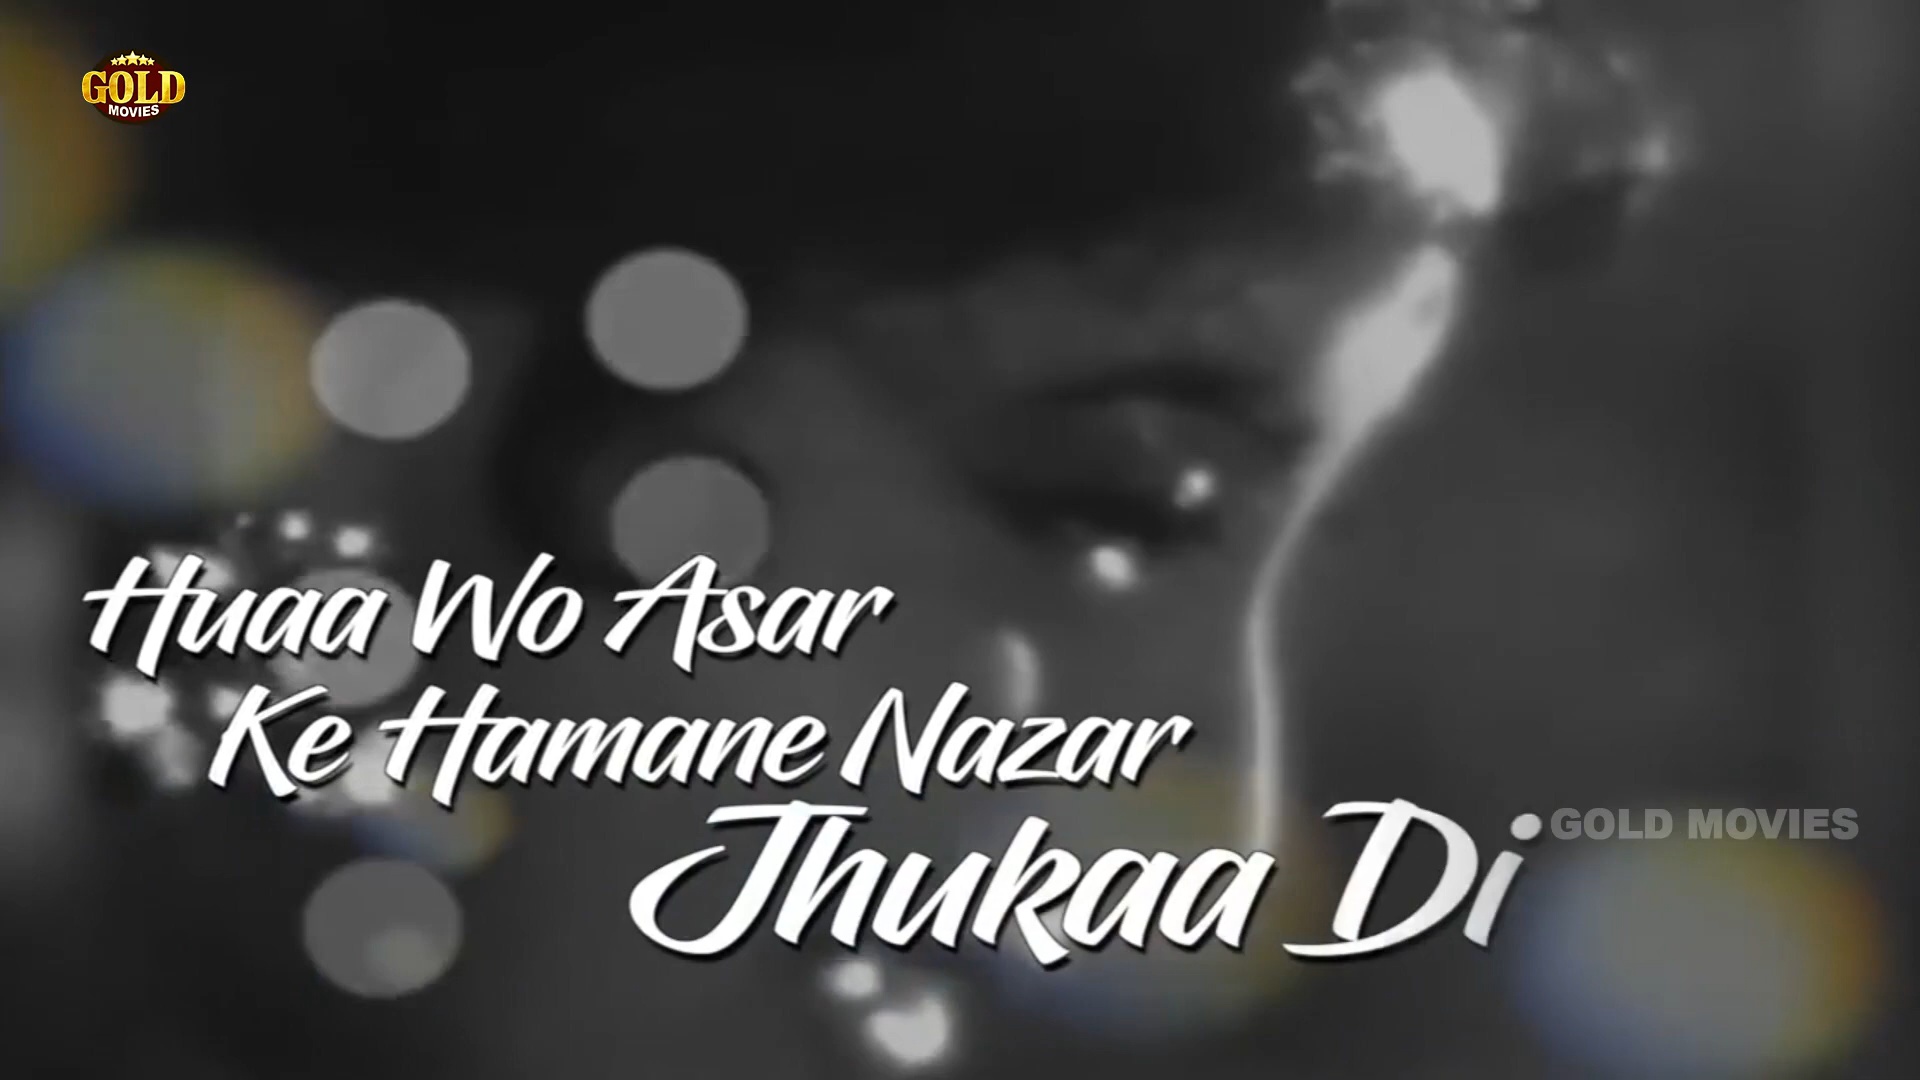 GOLD
MOVIES
Huaa Wo Asar
Ke Hamane Nazar
Jhukaa Di
GOLD MOVIES